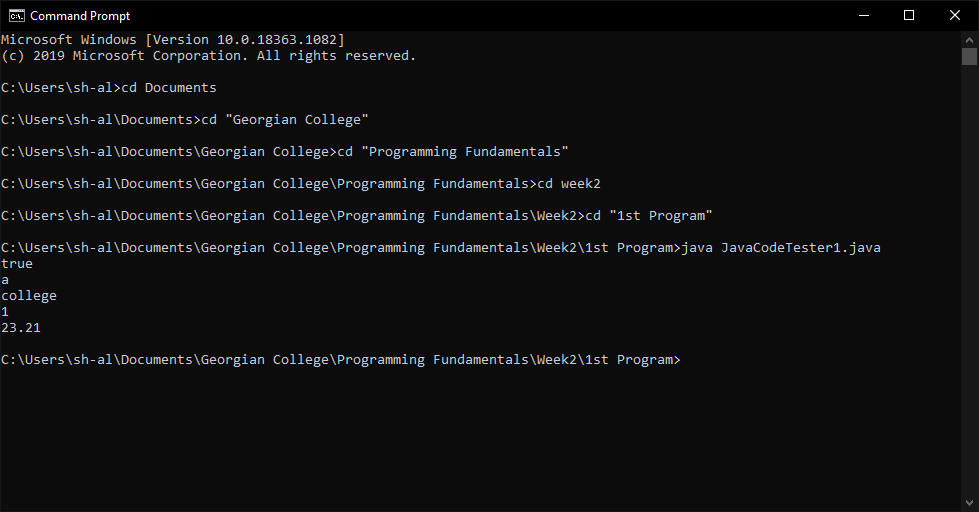 Command Prompt
Microsoft Windows [Version 10.0.18363.1082]
(c) 2019 Microsoft Corporation. All rights reserved.
C:\Users\sh-al>cd Documents
C:\Users\sh-al\Documents>cd "Georgian College"
C:\Users\sh-al\Documents\Georgian College>cd "Programming Fundamentals"
C:\Users\sh-al\Documents\Georgian College\Programming Fundamentals>cd week2
C:\Users\sh-al\Documents\Georgian College\Programming Fundamentals\Week2>cd "1st Program"
C:\Users\sh-al\Documents\Georgian College\Programming Fundamentals\Week2\1st Program>java JavaCodeTester1.java
true
a
college
1
23.21
C:\Users\sh-al\Documents\Georgian College\Programming Fundamentals\Week2\1st Program>